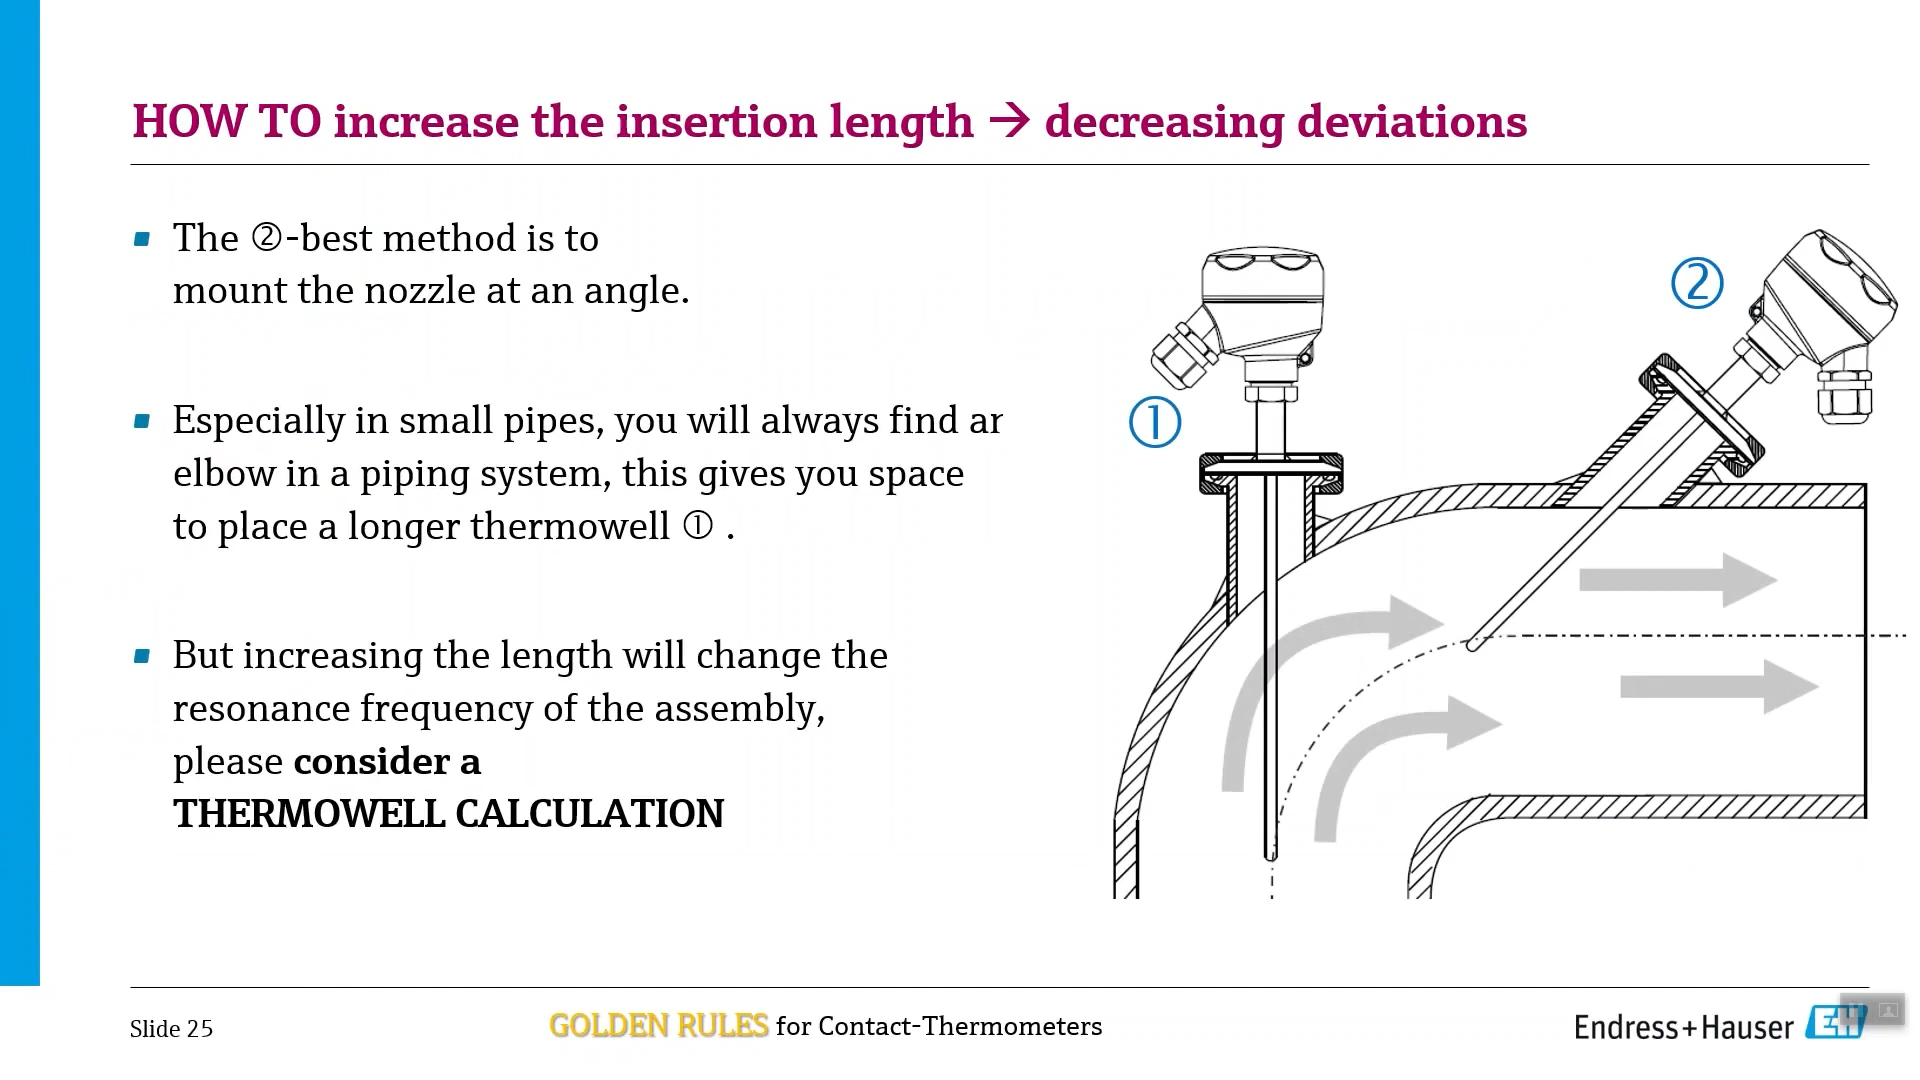 HOW TO increase the insertion length → decreasing deviations
The ②-best method is to
mount the nozzle at an angle.
Especially in small pipes, you will always find ar
elbow in a piping system, this gives you space
to place a longer thermowell ① .
But increasing the length will change the
resonance frequency of the assembly,
please consider a
THERMOWELL CALCULATION
①
②
Slide 25
GOLDEN RULES for Contact-Thermometers
Endress+Hauser EH